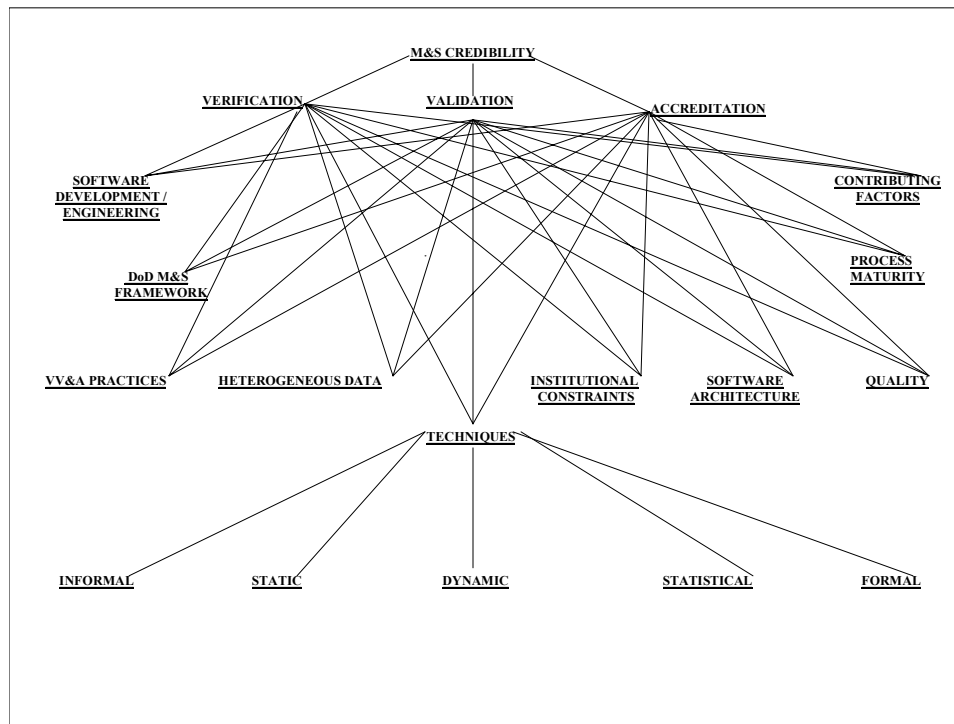 M&S CREDIBILITY
VERIFICATION
VALIDATION
ACCREDITATION
SOFTWARE
DEVELOPMENT /
ENGINEERING
CONTRIBUTING
FACTORS
DoD M&S
FRAMEWORK
PROCESS
MATURITY
VV&A PRACTICES
HETEROGENEOUS DATA
INSTITUTIONAL
CONSTRAINTS
SOFTWARE
ARCHITECTURE
QUALITY
TECHNIQUES
INFORMAL
STATIC
DYNAMIC
STATISTICAL
FORMAL